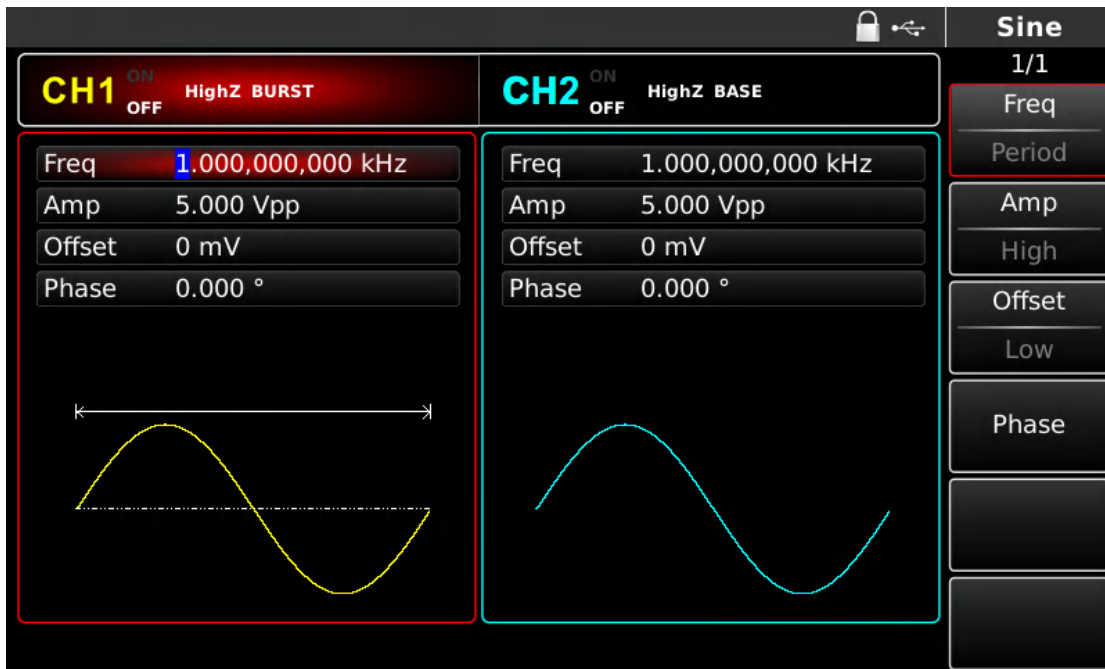 Sine
1/1
CH1 ON OFF HighZ BURST
CH2 ON OFF HighZ BASE
Freq 1.000,000,000 kHz
Amp 5.000 Vpp
Offset 0 mV
Phase 0.000 °
Freq 1.000,000,000 kHz
Amp 5.000 Vpp
Offset 0 mV
Phase 0.000 °
Freq
Period
Amp
High
Offset
Low
Phase